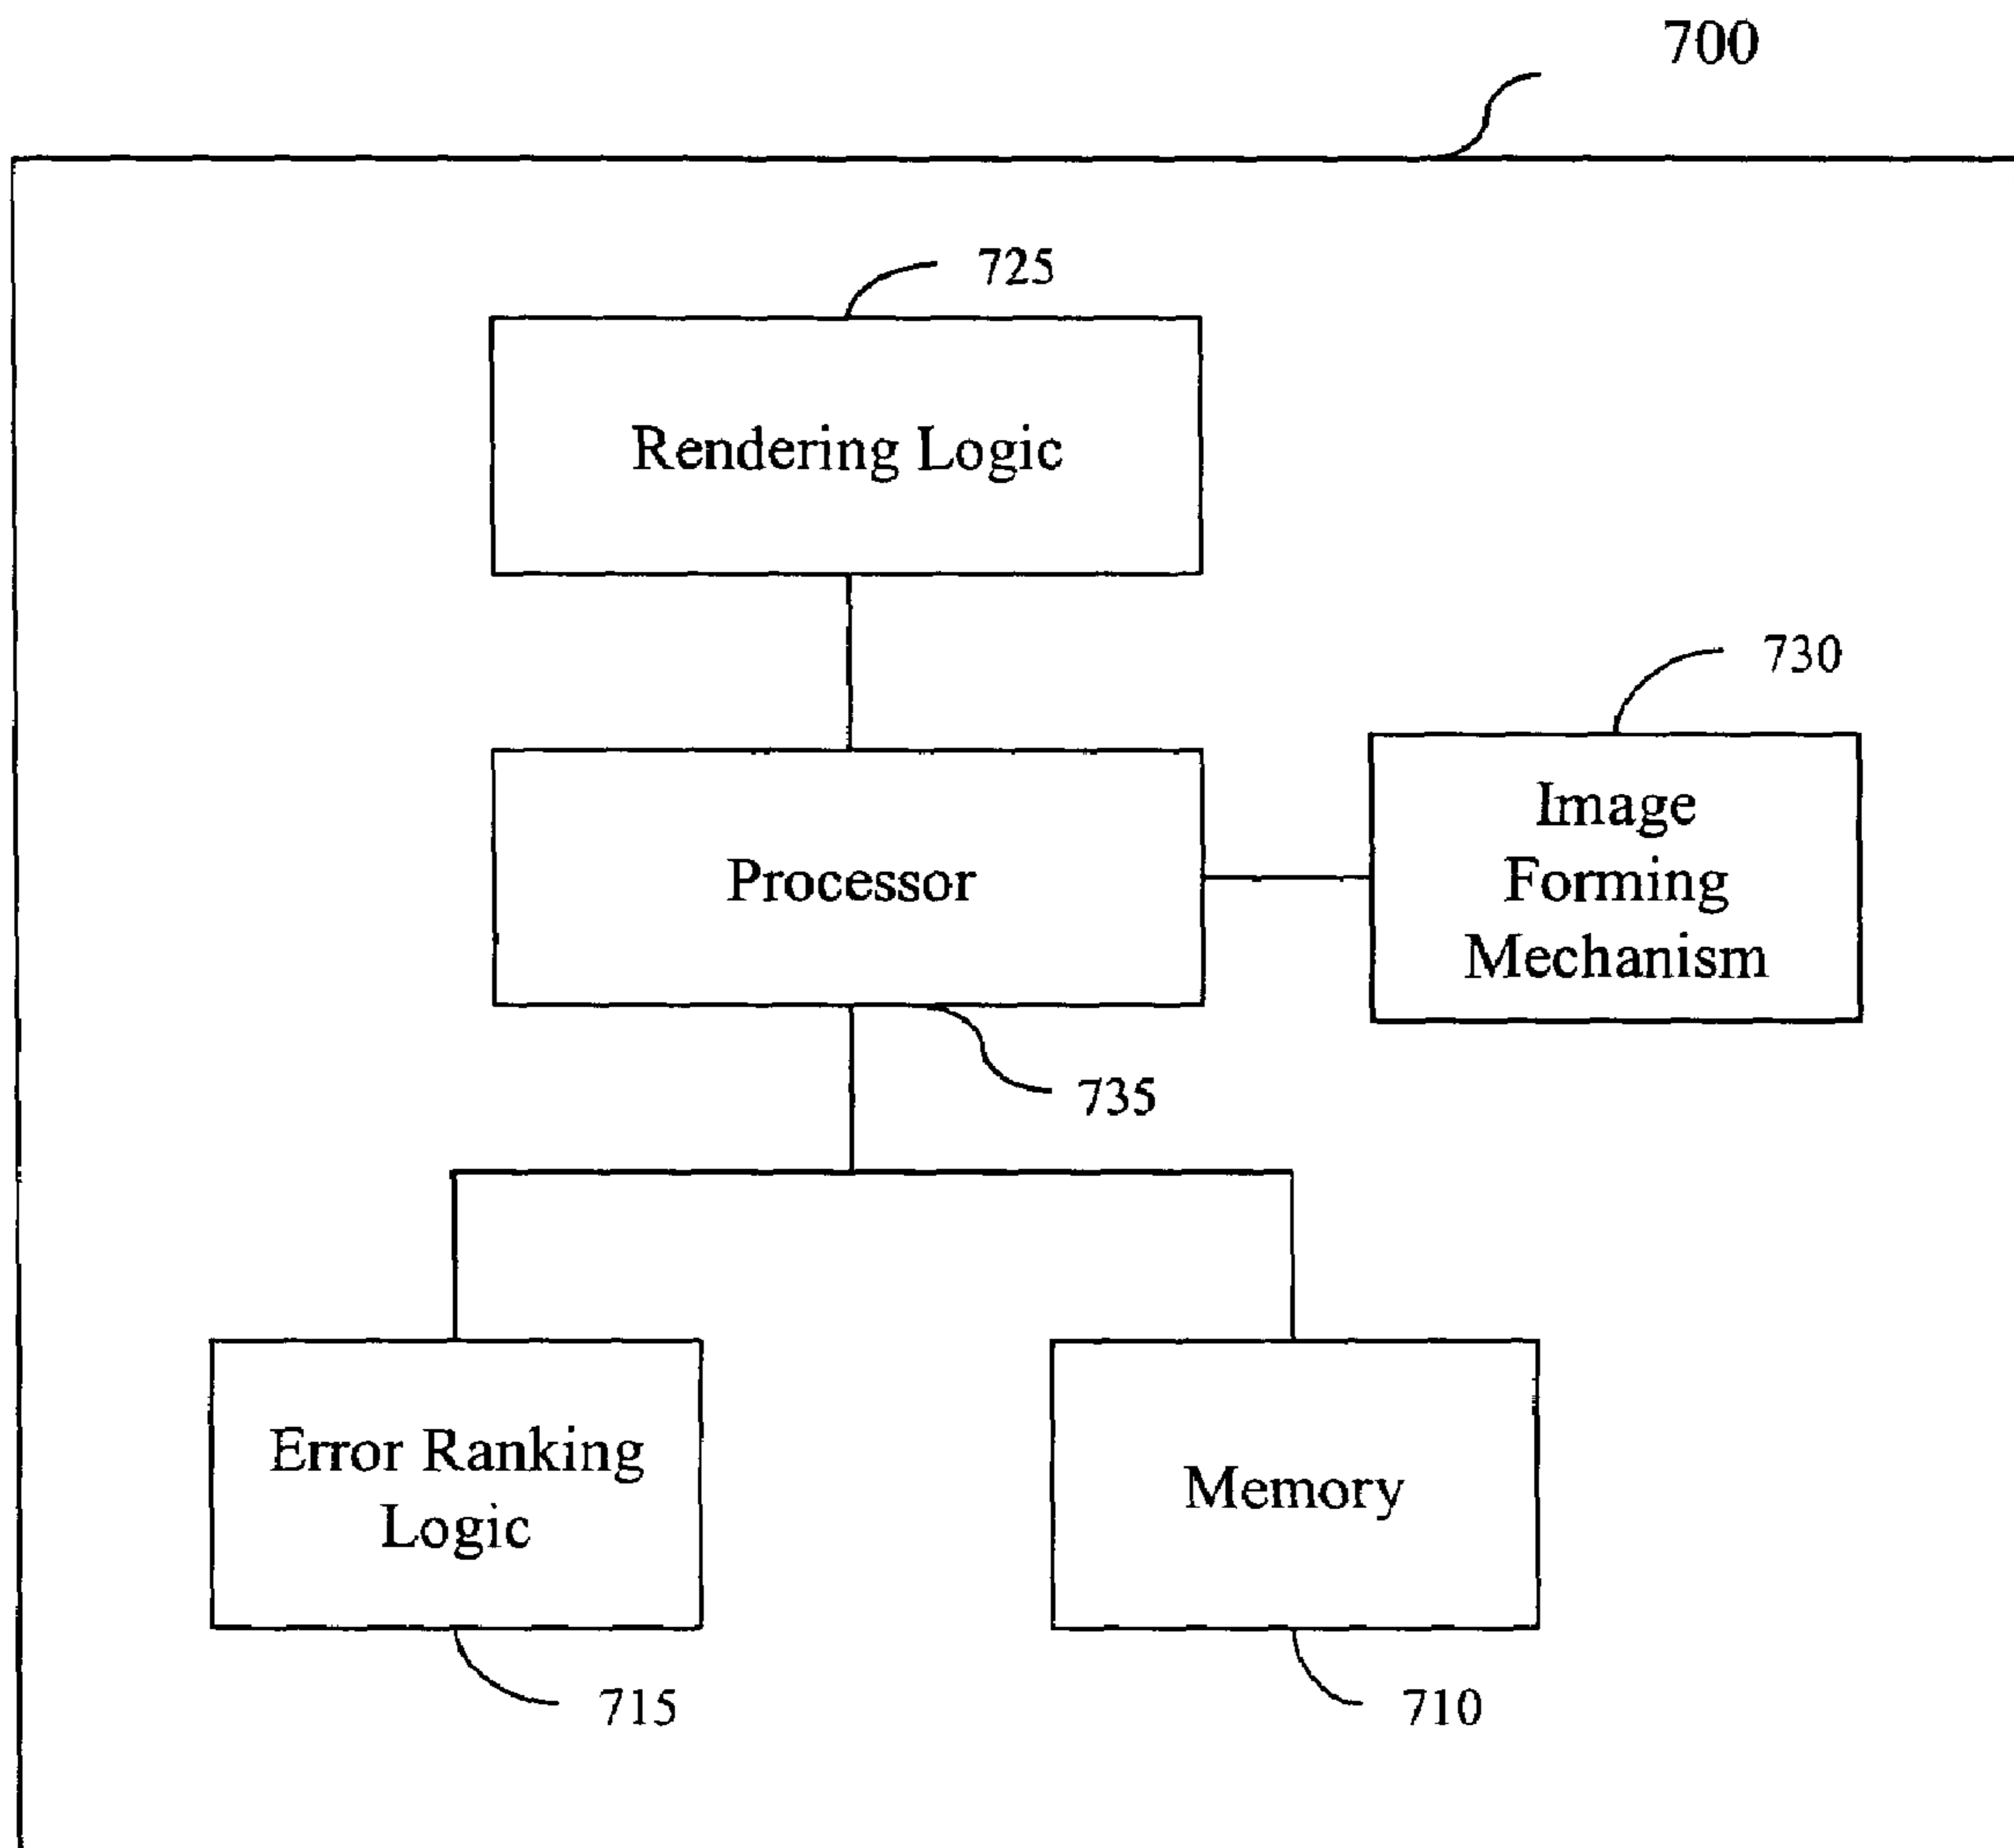 700
725
Rendering Logic
730
Image
Forming
Mechanism
Processor
735
Error Ranking
Logic
Memory
715
710